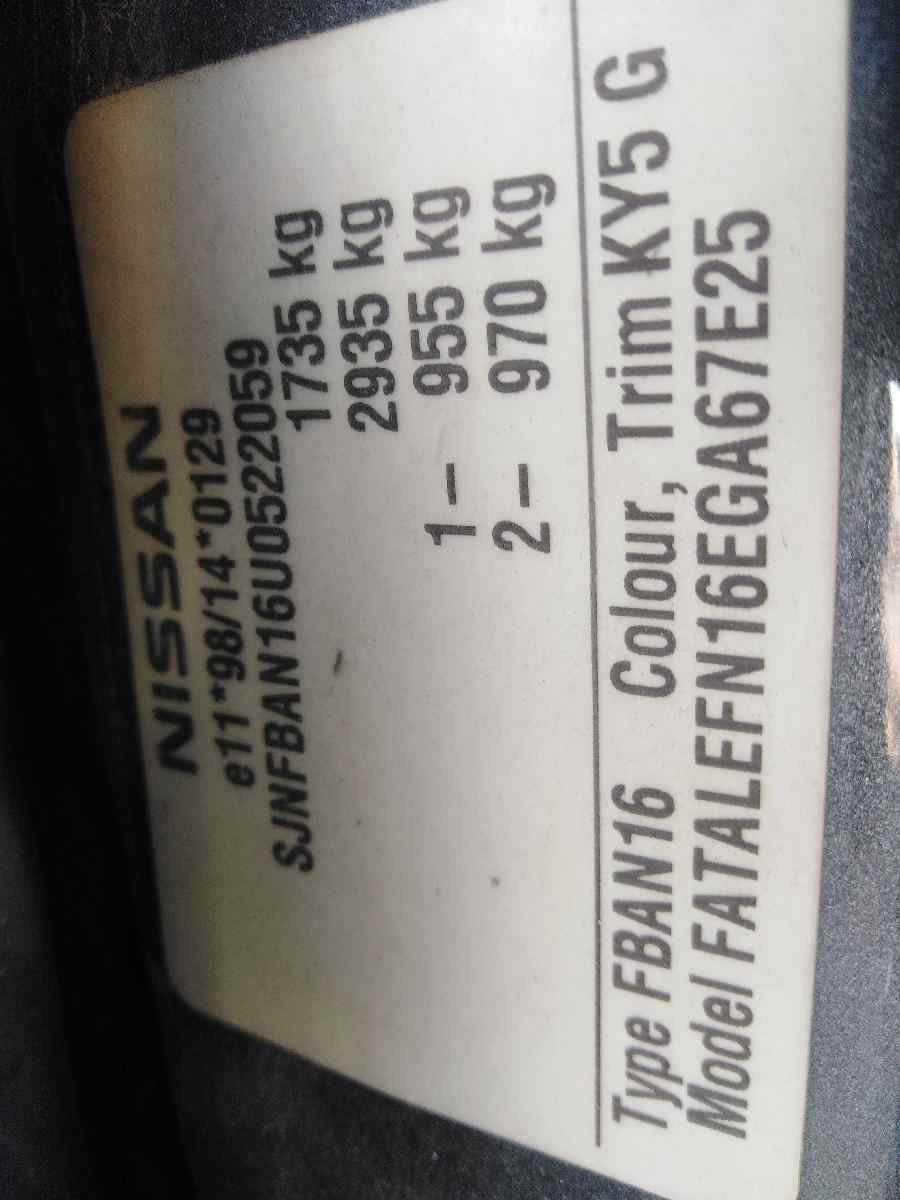 NISSAN
e11*98/14*0129
SJNFBAN16U0522059
1735 kg
2935 kg
1– 955 kg
2– 970 kg
Type FBAN16 Colour, Trim KY5 G
Model FATALEFN16EGA67E25